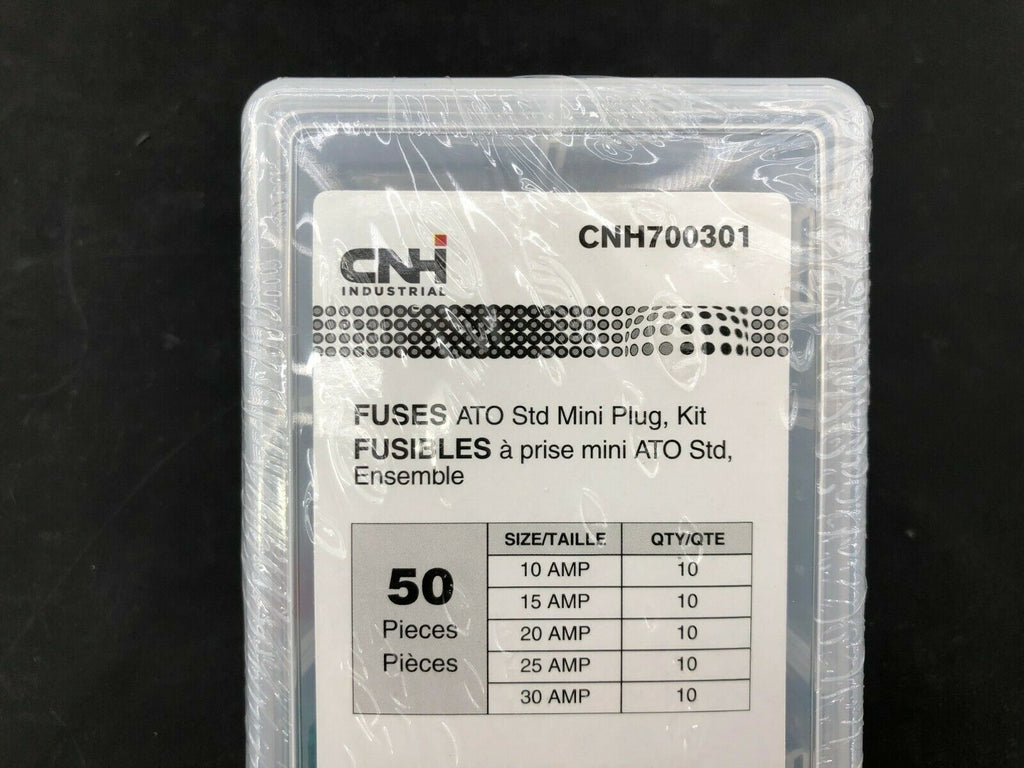 CNH700301
CNH
INDUSTRIAL
FUSES ATO Std Mini Plug, Kit
FUSIBLES à prise mini ATO Std,
Ensemble
50
Pieces
Pièces
SIZE/TAILLE QTY/QTE
10 AMP 10
15 AMP 10
20 AMP 10
25 AMP 10
30 AMP 10